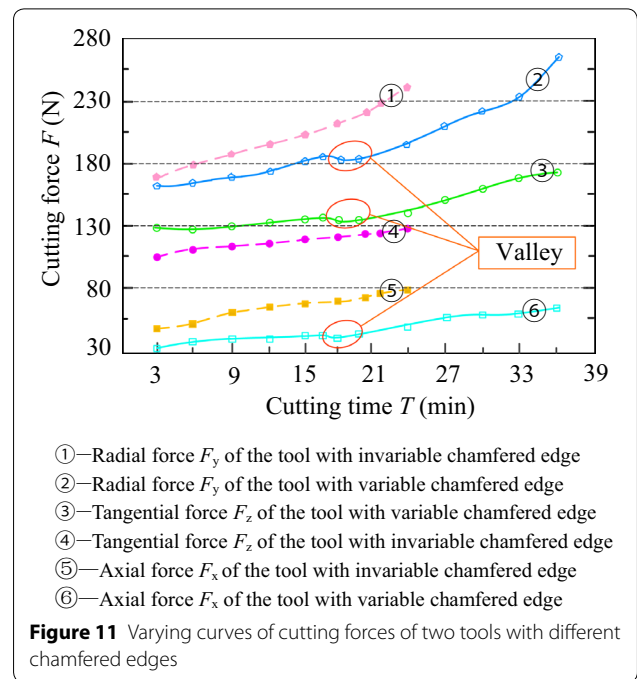 280
230
180
130
80
30
Cutting force F (N)
①
②
③
④
⑤
⑥
Valley
3 9 15 21 27 33 39
Cutting time T (min)
①—Radial force Fy of the tool with invariable chamfered edge
②—Radial force Fy of the tool with variable chamfered edge
③—Tangential force Fz of the tool with variable chamfered edge
④—Tangential force Fz of the tool with invariable chamfered edge
⑤—Axial force Fx of the tool with invariable chamfered edge
⑥—Axial force Fx of the tool with variable chamfered edge
Figure 11 Varying curves of cutting forces of two tools with different
chamfered edges